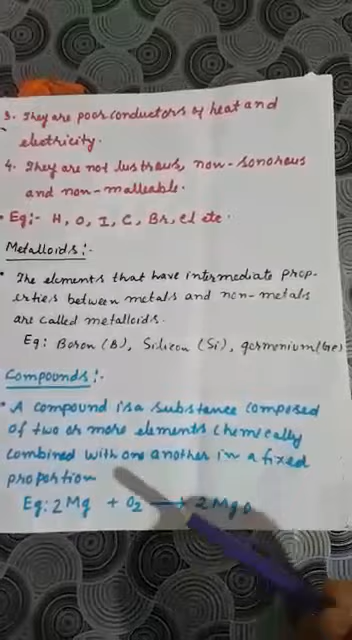 3. They are poor conductors of heat and
electricity.
4. They are not lustrous, non-sonorous
and non-malleable.
• Eg:- H, O, I, C, Br, Cl etc.
Metalloids:-
• The elements that have intermediate prop-
erties between metals and non-metals
are called metalloids.
Eg: Boron (B), Silicon (Si), germonium(Ge)
Compounds:-
• A compound is a substance composed
of two or more elements chemically
combined with one another in a fixed
proportion
Eg: 2Mg + O2 → 2MgO